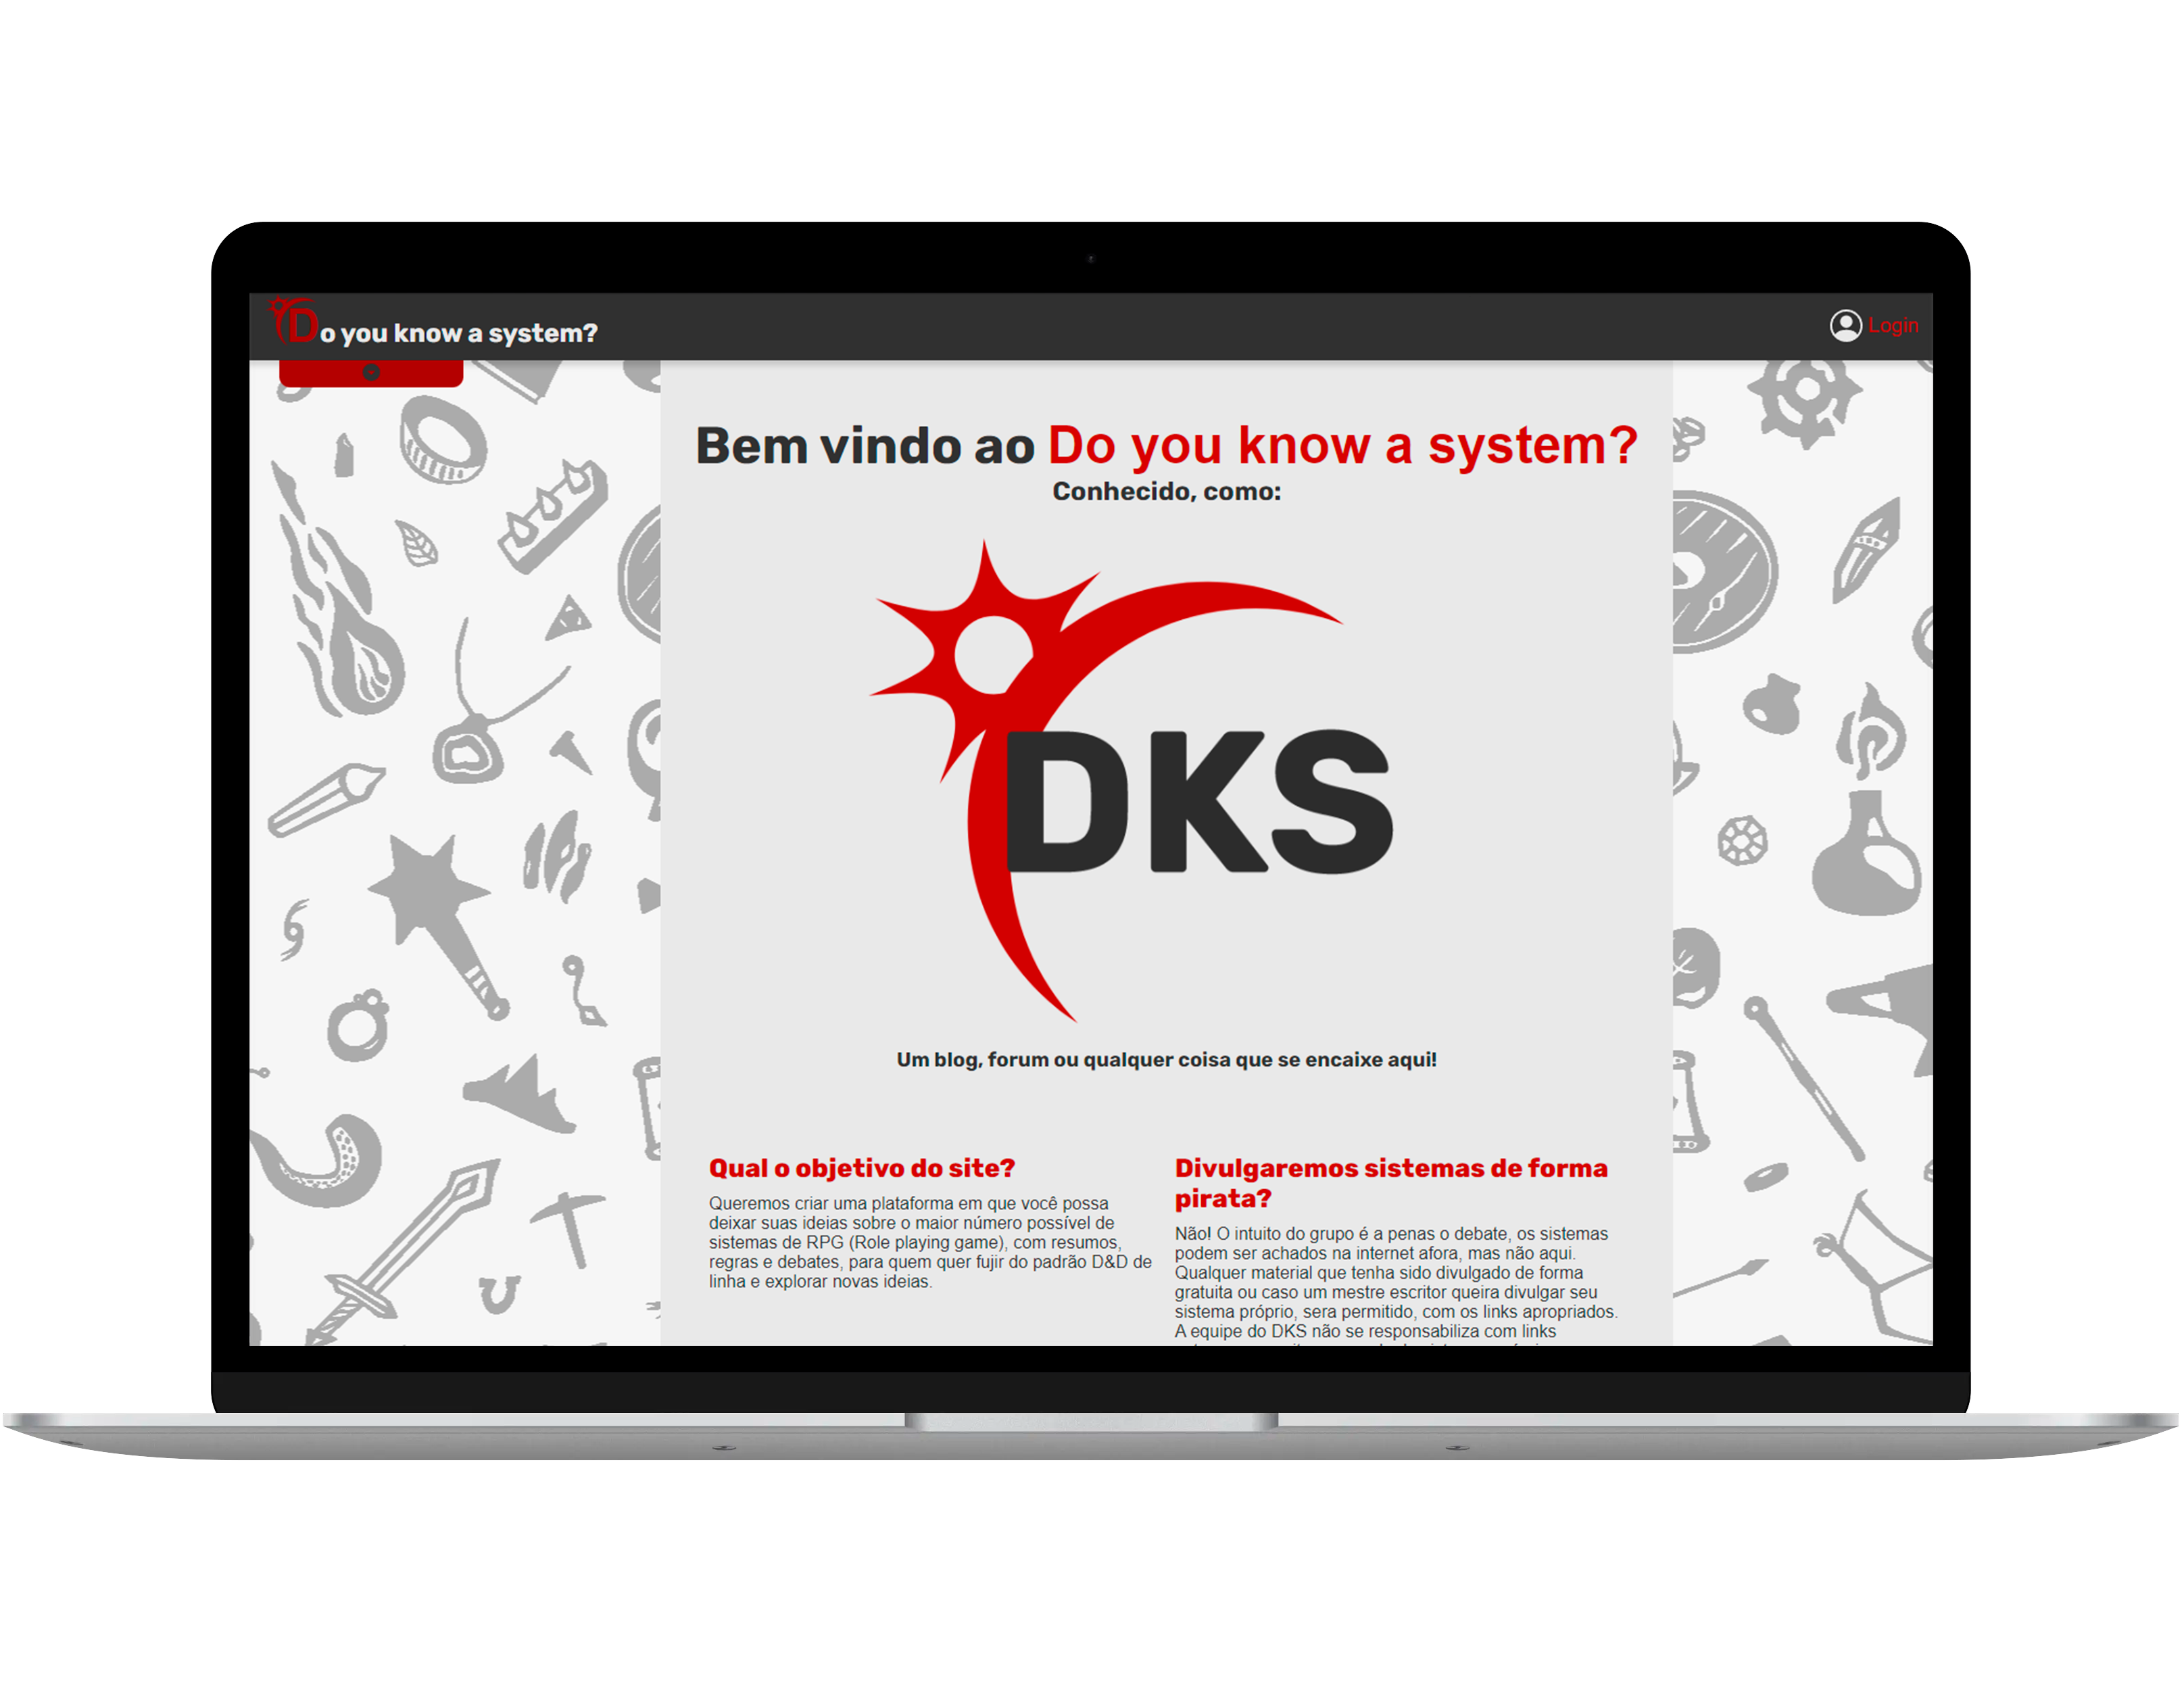 Do you know a system?
Login
Bem vindo ao Do you know a system?
Conhecido, como:
DKS
Um blog, forum ou qualquer coisa que se encaixe aqui!
Qual o objetivo do site?
Queremos criar uma plataforma em que você possa
deixar suas ideias sobre o maior número possível de
sistemas de RPG (Role playing game), com resumos,
regras e debates, para quem quer fujir do padrão D&D de
linha e explorar novas ideias.
Divulgaremos sistemas de forma
pirata?
Não! O intuito do grupo é a penas o debate, os sistemas
podem ser achados na internet afora, mas não aqui.
Qualquer material que tenha sido divulgado de forma
gratuita ou caso um mestre escritor queira divulgar seu
sistema próprio, sera permitido, com os links apropriados.
A equipe do DKS não se responsabiliza com links